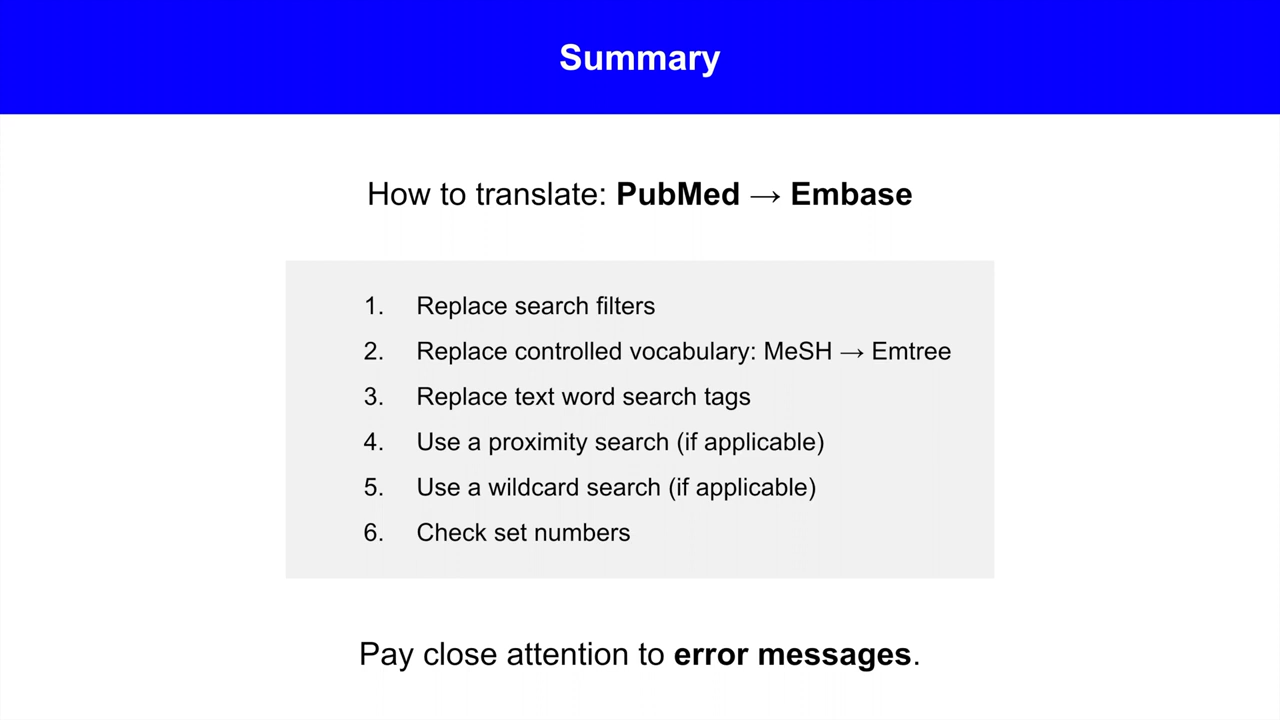 Summary
How to translate: PubMed → Embase
1. Replace search filters
2. Replace controlled vocabulary: MeSH → Emtree
3. Replace text word search tags
4. Use a proximity search (if applicable)
5. Use a wildcard search (if applicable)
6. Check set numbers
Pay close attention to error messages.